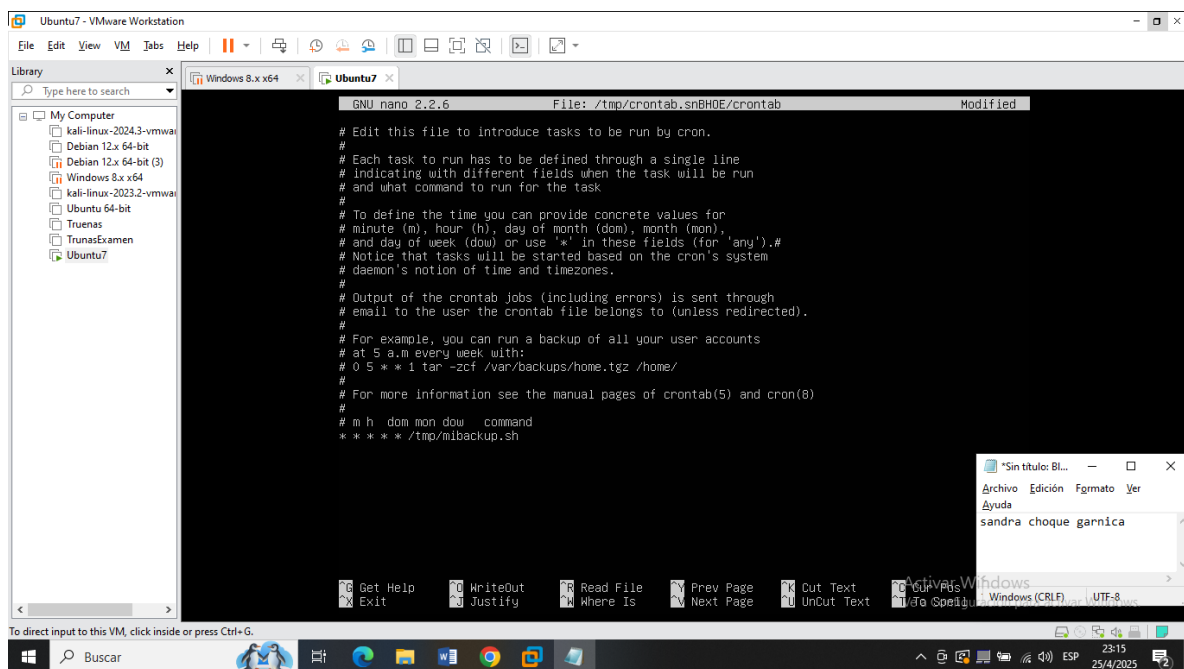 Ubuntu7 - VMware Workstation
File Edit View VM Tabs Help
Library
Type here to search
My Computer
kali-linux-2024.3-vmwa
Debian 12.x 64-bit
Debian 12.x 64-bit (3)
Windows 8.x x64
kali-linux-2023.2-vmwa
Ubuntu 64-bit
Truenas
TrunasExamen
Ubuntu7
Windows 8.x x64
Ubuntu7
GNU nano 2.2.6 File: /tmp/crontab.snBHOE/crontab Modified
# Edit this file to introduce tasks to be run by cron.
#
# Each task to run has to be defined through a single line
# indicating with different fields when the task will be run
# and what command to run for the task
#
# To define the time you can provide concrete values for
# minute (m), hour (h), day of month (dom), month (mon),
# and day of week (dow) or use '*' in these fields (for 'any').#
# Notice that tasks will be started based on the cron's system
# daemon's notion of time and timezones.
#
# Output of the crontab jobs (including errors) is sent through
# email to the user the crontab file belongs to (unless redirected).
#
# For example, you can run a backup of all your user accounts
# at 5 a.m every week with:
# 0 5 * * 1 tar -zcf /var/backups/home.tgz /home/
#
# For more information see the manual pages of crontab(5) and cron(8)
#
# m h  dom mon dow   command
* * * * * /tmp/mibackup.sh
^G Get Help ^O WriteOut ^R Read File ^Y Prev Page ^K Cut Text ^C Cur Pos
^X Exit ^J Justify ^W Where Is ^V Next Page ^U UnCut Text ^T To Spell
*Sin título: Bl...
Archivo Edición Formato Ver
Ayuda
sandra choque garnica
Activar Windows
Windows (CRLF) UTF-8
To direct input to this VM, click inside or press Ctrl+G.
Buscar
ESP
23:15
25/4/2025
2